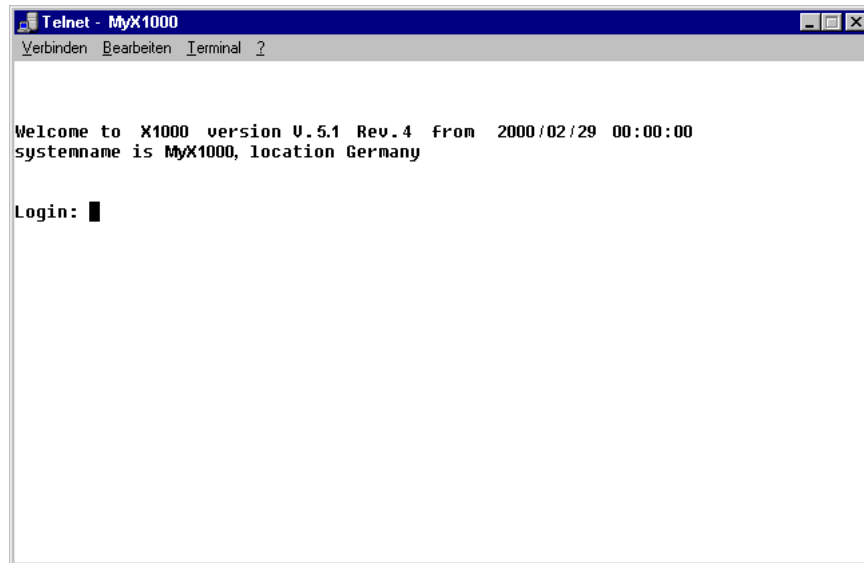 Telnet - MyX1000
Verbinden Bearbeiten Terminal ?
Welcome to X1000 version V.5.1 Rev.4 from 2000/02/29 00:00:00
systemname is MyX1000, location Germany
Login: